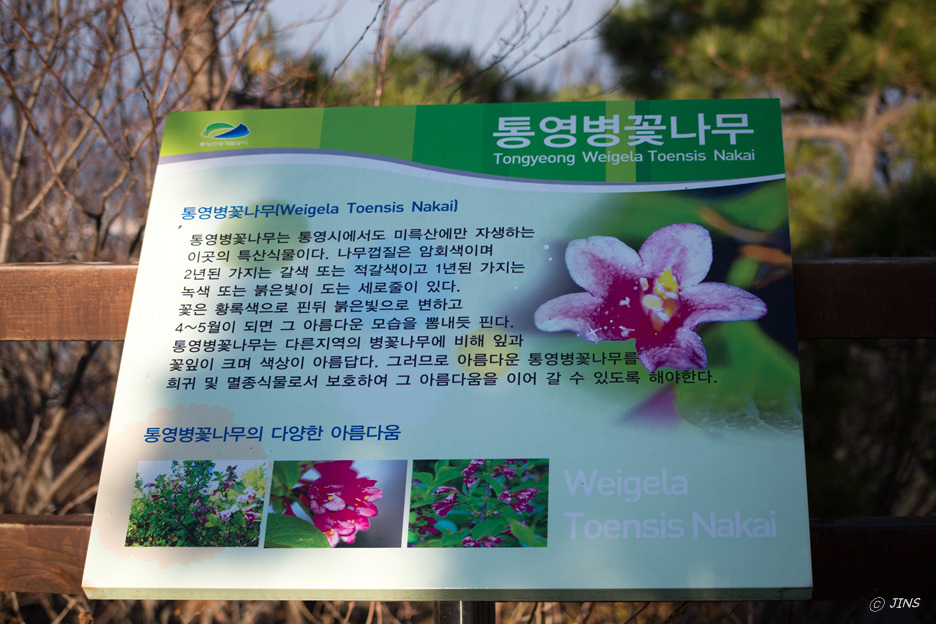 통영관광개발공사
통영병꽃나무
Tongyeong Weigela Toensis Nakai
통영병꽃나무(Weigela Toensis Nakai)
통영병꽃나무는 통영시에서도 미륵산에만 자생하는
이곳의 특산식물이다. 나무껍질은 암회색이며
2년된 가지는 갈색 또는 적갈색이고 1년된 가지는
녹색 또는 붉은빛이 도는 세로줄이 있다.
꽃은 황록색으로 핀뒤 붉은빛으로 변하고
4~5월이 되면 그 아름다운 모습을 뽐내듯 핀다.
통영병꽃나무는 다른지역의 병꽃나무에 비해 잎과
꽃잎이 크며 색상이 아름답다. 그러므로 아름다운 통영병꽃나무를
희귀 및 멸종식물로서 보호하여 그 아름다움을 이어 갈 수 있도록 해야한다.
통영병꽃나무의 다양한 아름다움
Weigela
Toensis Nakai
© JINS